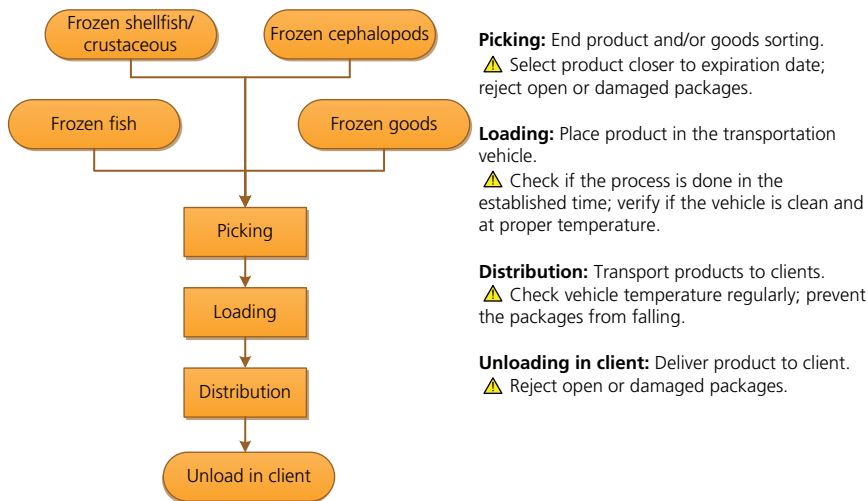 Frozen shellfish/
crustaceous
Frozen cephalopods
Frozen fish
Frozen goods
Picking
Loading
Distribution
Unload in client
Picking: End product and/or goods sorting.
Select product closer to expiration date;
reject open or damaged packages.
Loading: Place product in the transportation
vehicle.
Check if the process is done in the
established time; verify if the vehicle is clean and
at proper temperature.
Distribution: Transport products to clients.
Check vehicle temperature regularly; prevent
the packages from falling.
Unloading in client: Deliver product to client.
Reject open or damaged packages.